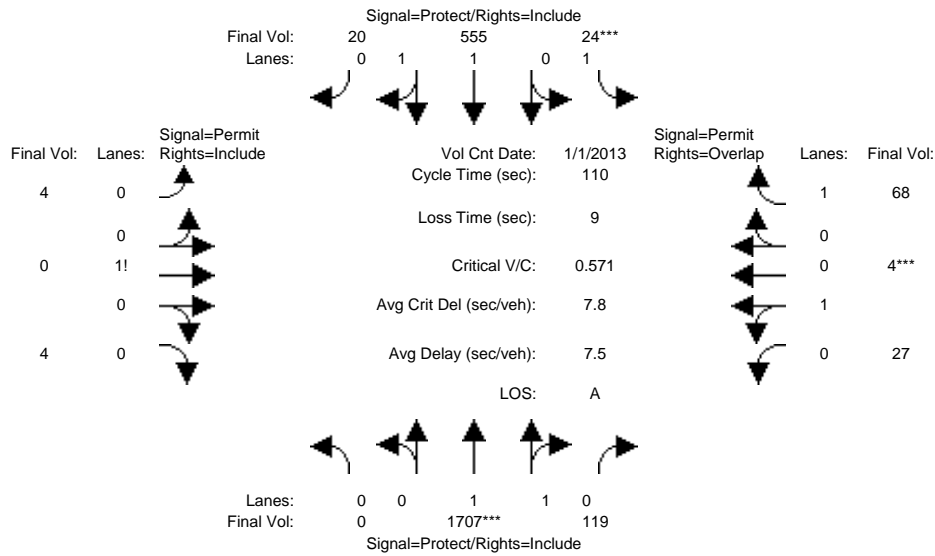 Signal=Protect/Rights=Include
Final Vol: 20 555 24***
Lanes: 0 1 1 0 1
Signal=Permit
Final Vol: Lanes: Rights=Include
Vol Cnt Date: 1/1/2013
Signal=Permit
Rights=Overlap Lanes: Final Vol:
Cycle Time (sec): 110
4 0 1 68
Loss Time (sec): 9
0 0
0 1! Critical V/C: 0.571 0 4***
0 Avg Crit Del (sec/veh): 7.8 1
4 0 Avg Delay (sec/veh): 7.5 0 27
LOS: A
Lanes: 0 0 1 1 0
Final Vol: 0 1707*** 119
Signal=Protect/Rights=Include